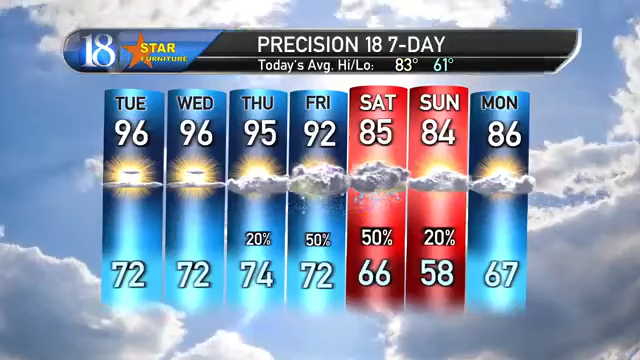 18 STAR
FURNITURE
PRECISION 18 7-DAY
Today's Avg. Hi/Lo: 83° 61°
TUE WED THU FRI SAT SUN MON
96 96 95 92 85 84 86
20% 50% 50% 20%
72 72 74 72 66 58 67